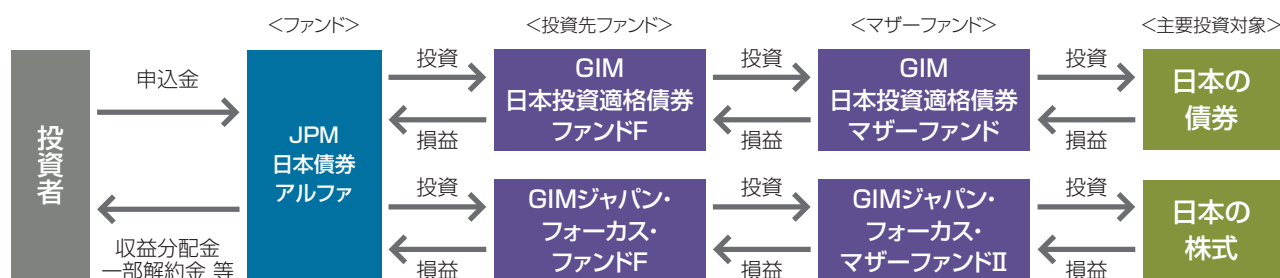 ＜ファンド＞
＜投資先ファンド＞
＜マザーファンド＞
＜主要投資対象＞
投資者
申込金
収益分配金
一部解約金 等
JPM
日本債券
アルファ
投資
損益
GIM
日本投資適格債券
ファンドF
投資
損益
GIM
日本投資適格債券
マザーファンド
投資
損益
日本の
債券
投資
損益
GIMジャパン・
フォーカス・
ファンドF
投資
損益
GIMジャパン・
フォーカス・
マザーファンドⅡ
投資
損益
日本の
株式